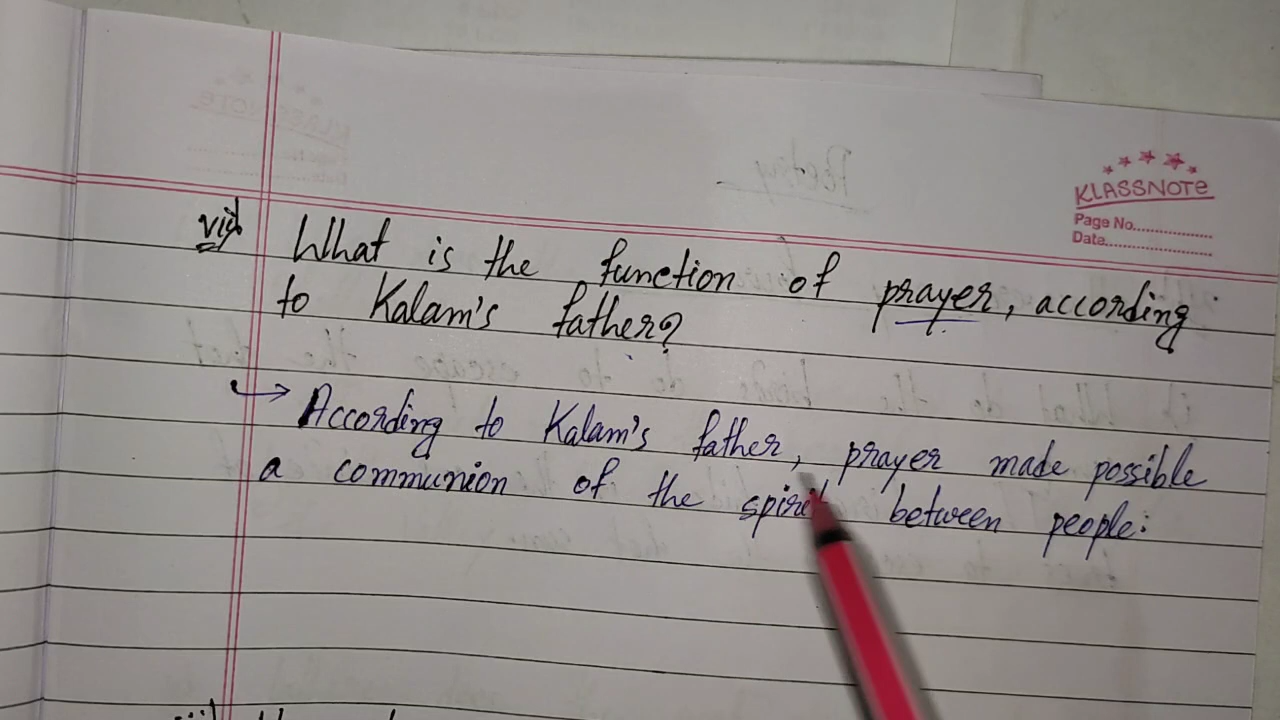 KLASSNOTE
Page No..................
Date......................
vii)
What is the function of prayer, according
to Kalam's father?
↳ According to Kalam's father, prayer made possible
a communion of the spirit between people.